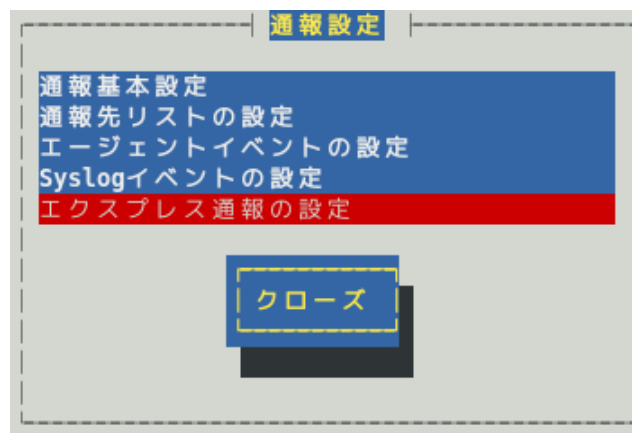 通報設定
通報基本設定
通報先リストの設定
エージェントイベントの設定
Syslogイベントの設定
エクスプレス通報の設定
クローズ